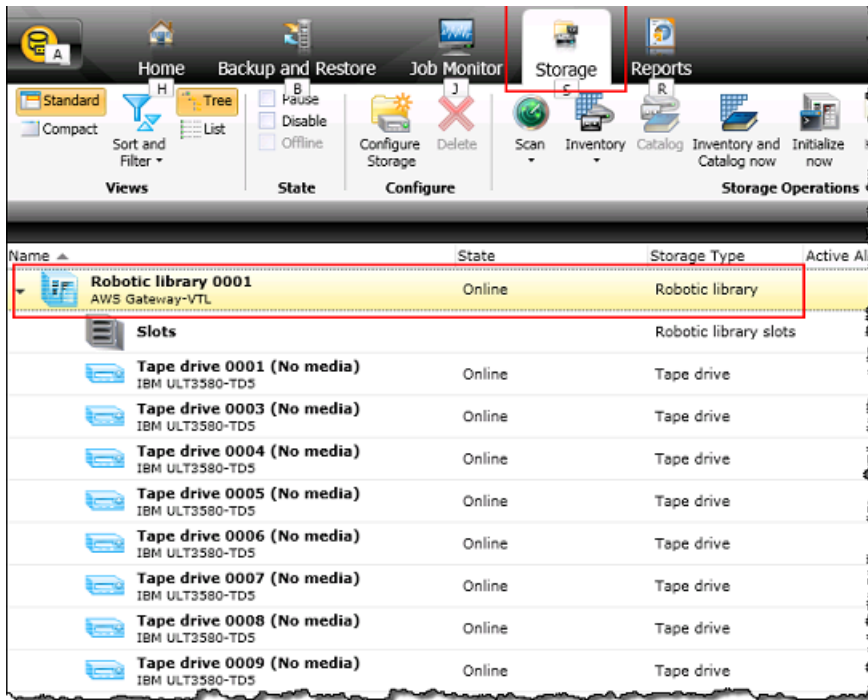 A
Home
Backup and Restore
Job Monitor
Storage
Reports
H
B
J
S
R
Standard
Compact
Sort and
Filter
Tree
List
Views
Pause
Disable
Offline
State
Configure
Storage
Delete
Configure
Scan
Inventory
Catalog
Inventory and
Catalog now
Initialize
now
Storage Operations
Name State Storage Type Active Al
Robotic library 0001 Online Robotic library
AWS Gateway-VTL
Slots Robotic library slots
Tape drive 0001 (No media) Online Tape drive
IBM ULT3580-TD5
Tape drive 0003 (No media) Online Tape drive
IBM ULT3580-TD5
Tape drive 0004 (No media) Online Tape drive
IBM ULT3580-TD5
Tape drive 0005 (No media) Online Tape drive
IBM ULT3580-TD5
Tape drive 0006 (No media) Online Tape drive
IBM ULT3580-TD5
Tape drive 0007 (No media) Online Tape drive
IBM ULT3580-TD5
Tape drive 0008 (No media) Online Tape drive
IBM ULT3580-TD5
Tape drive 0009 (No media) Online Tape drive
IBM ULT3580-TD5